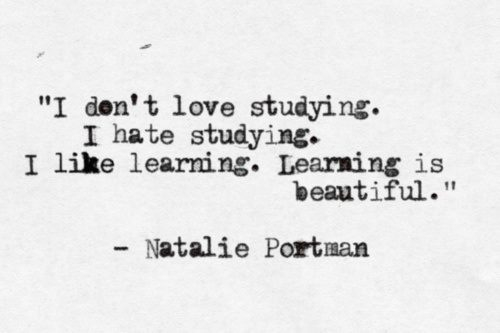 "I don't love studying.
I hate studying.
I like learning. Learning is
beautiful."
- Natalie Portman